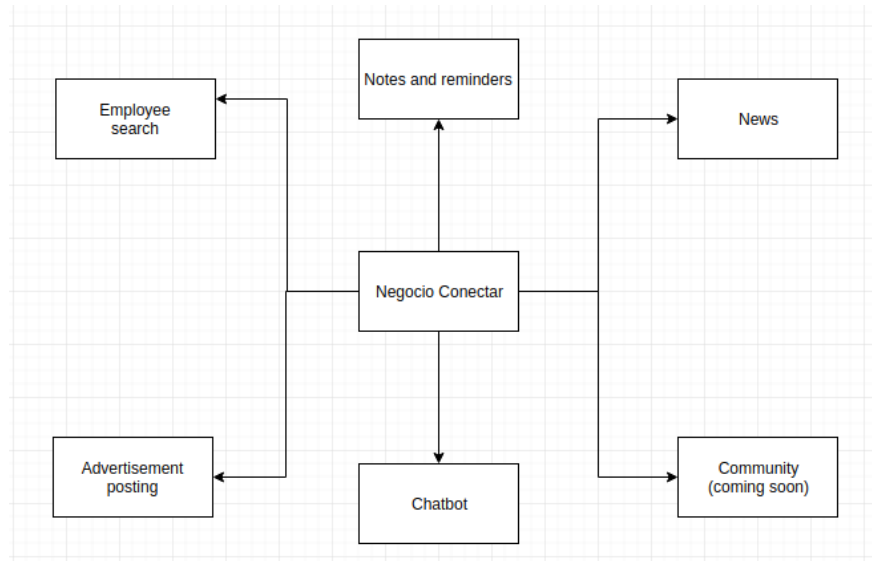 Notes and reminders
Employee
search
News
Negocio Conectar
Advertisement
posting
Chatbot
Community
(coming soon)